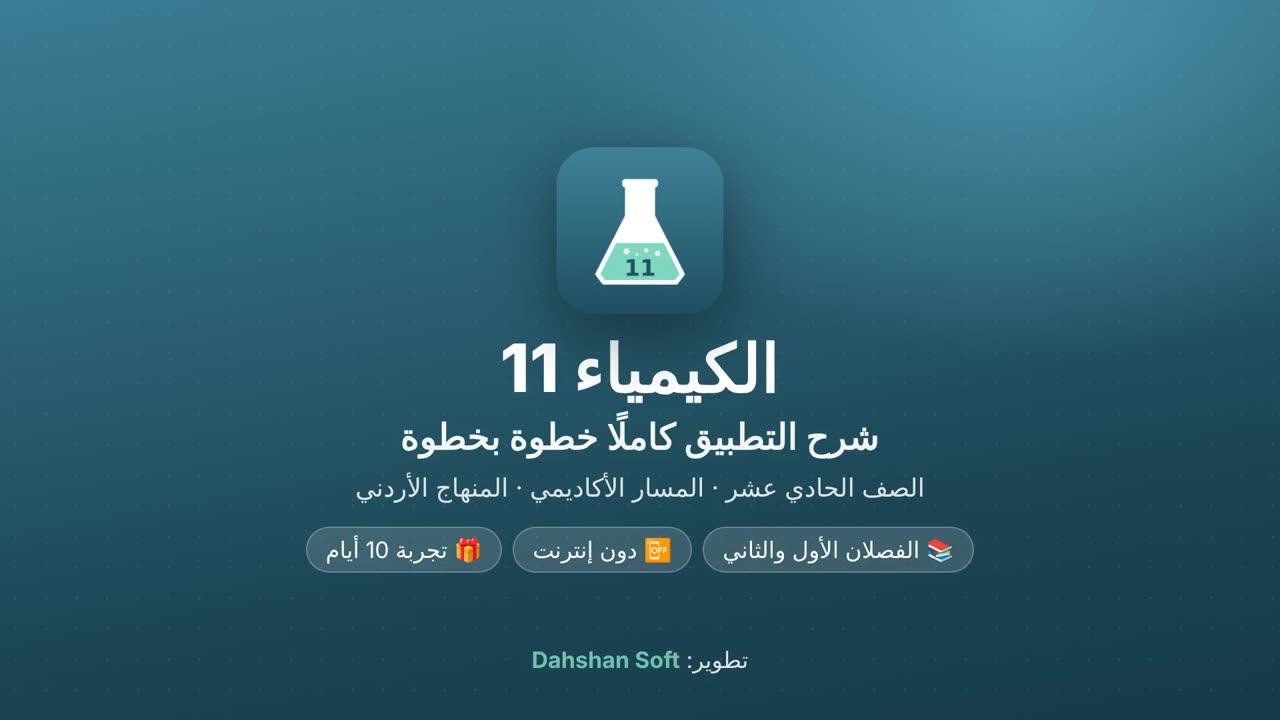 11
الكيمياء 11
شرح التطبيق كاملًا خطوة بخطوة
الصف الحادي عشر · المسار الأكاديمي · المنهاج الأردني
📚 الفصلان الأول والثاني 📴 دون إنترنت 🎁 تجربة 10 أيام
تطوير: Dahshan Soft